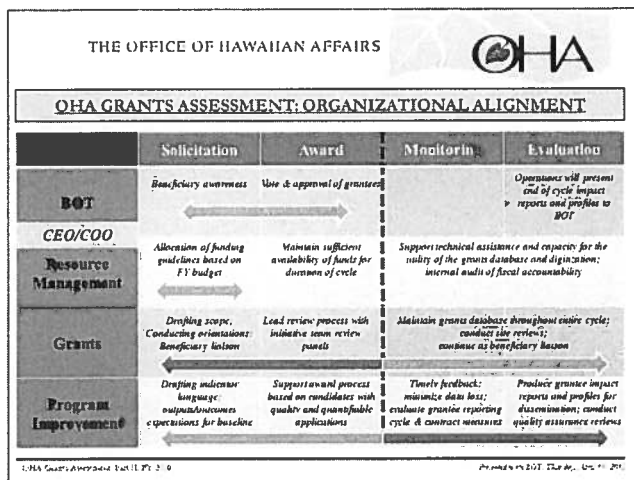 THE OFFICE OF HAWAIIAN AFFAIRS
OHA
OHA GRANTS ASSESSMENT: ORGANIZATIONAL ALIGNMENT
Solicitation
Award
Monitoring
Evaluation
BOT
Beneficiary awareness
Vote & approval of grantees
Operations will present
end of cycle impact
reports and profiles to
BOT
CEO/COO
Resource
Management
Allocation of funding
guidelines based on
FY budget
Maintain sufficient
availability of funds for
duration of cycle
Support technical assistance and capacity for the
utility of the grants database and digitization;
internal audit of fiscal accountability
Grants
Drafting scope,
Conducting orientations;
Beneficiary liaison
Lead review process with
initiative team review
panels
Maintain grants database throughout entire cycle;
conduct site reviews;
continue as beneficiary liaison
Program
Improvement
Drafting indicator
language;
outputs/outcomes
expectations for baseline
Support award process
based on candidates with
quality and quantifiable
applications
Timely feedback;
minimize data loss;
evaluate grantee reporting
cycle & contract measures
Produce grantee impact
reports and profiles for
dissemination; conduct
quality assurance reviews
OHA Grants Assessment